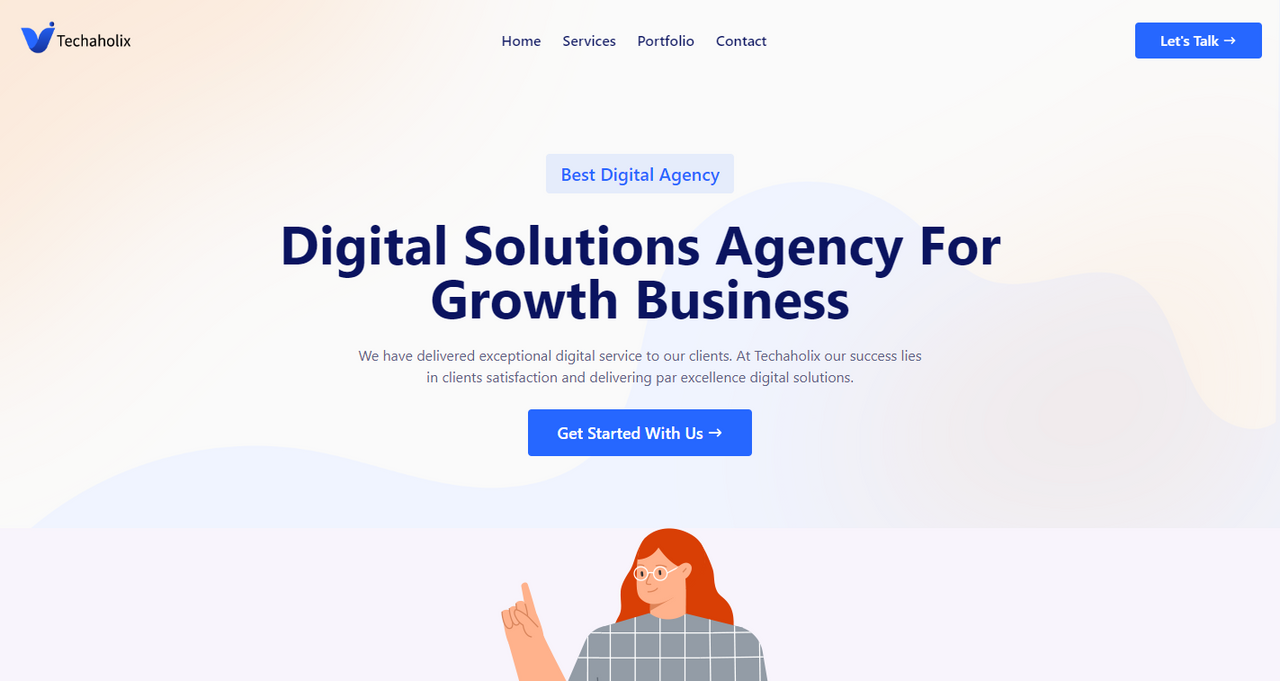 Techaholix
Home Services Portfolio Contact
Let's Talk →
Best Digital Agency
Digital Solutions Agency For
Growth Business
We have delivered exceptional digital service to our clients. At Techaholix our success lies
in clients satisfaction and delivering par excellence digital solutions.
Get Started With Us →